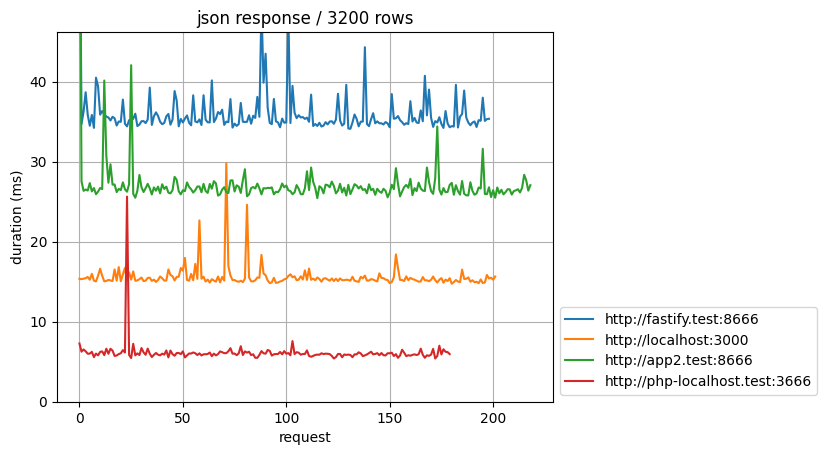 json response / 3200 rows
duration (ms)
40
30
20
10
0
0 50 100 150 200
request
http://fastify.test:8666
http://localhost:3000
http://app2.test:8666
http://php-localhost.test:3666